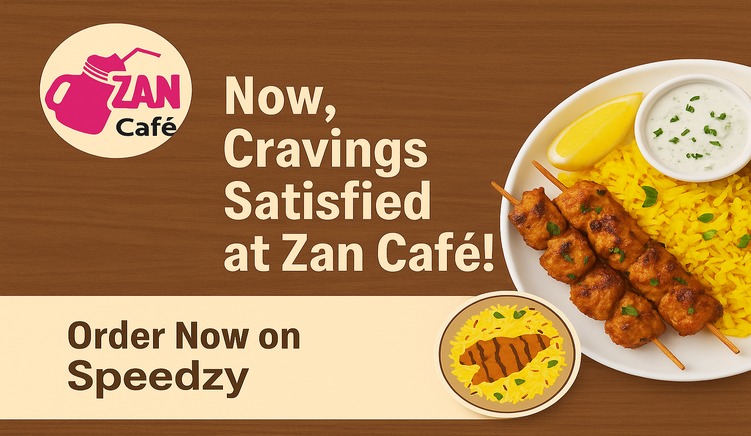 ZAN
Café
Now,
Cravings
Satisfied
at Zan Café!
Order Now on
Speedzy